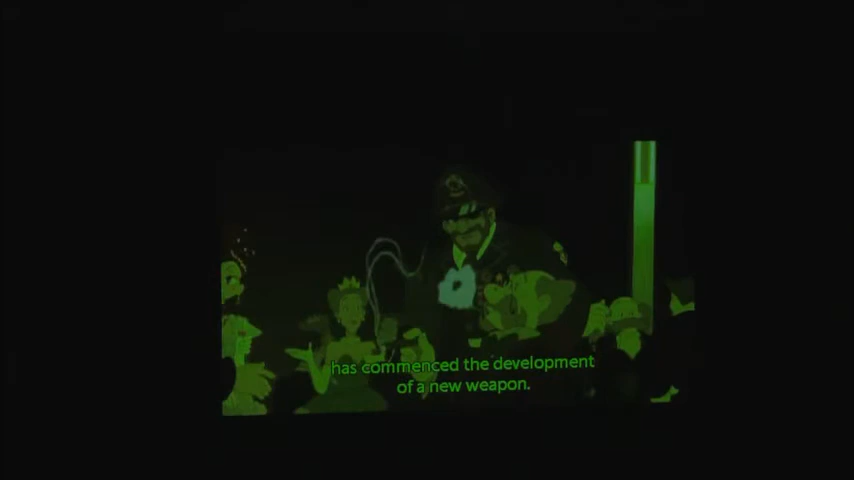 has commenced the development
of a new weapon.